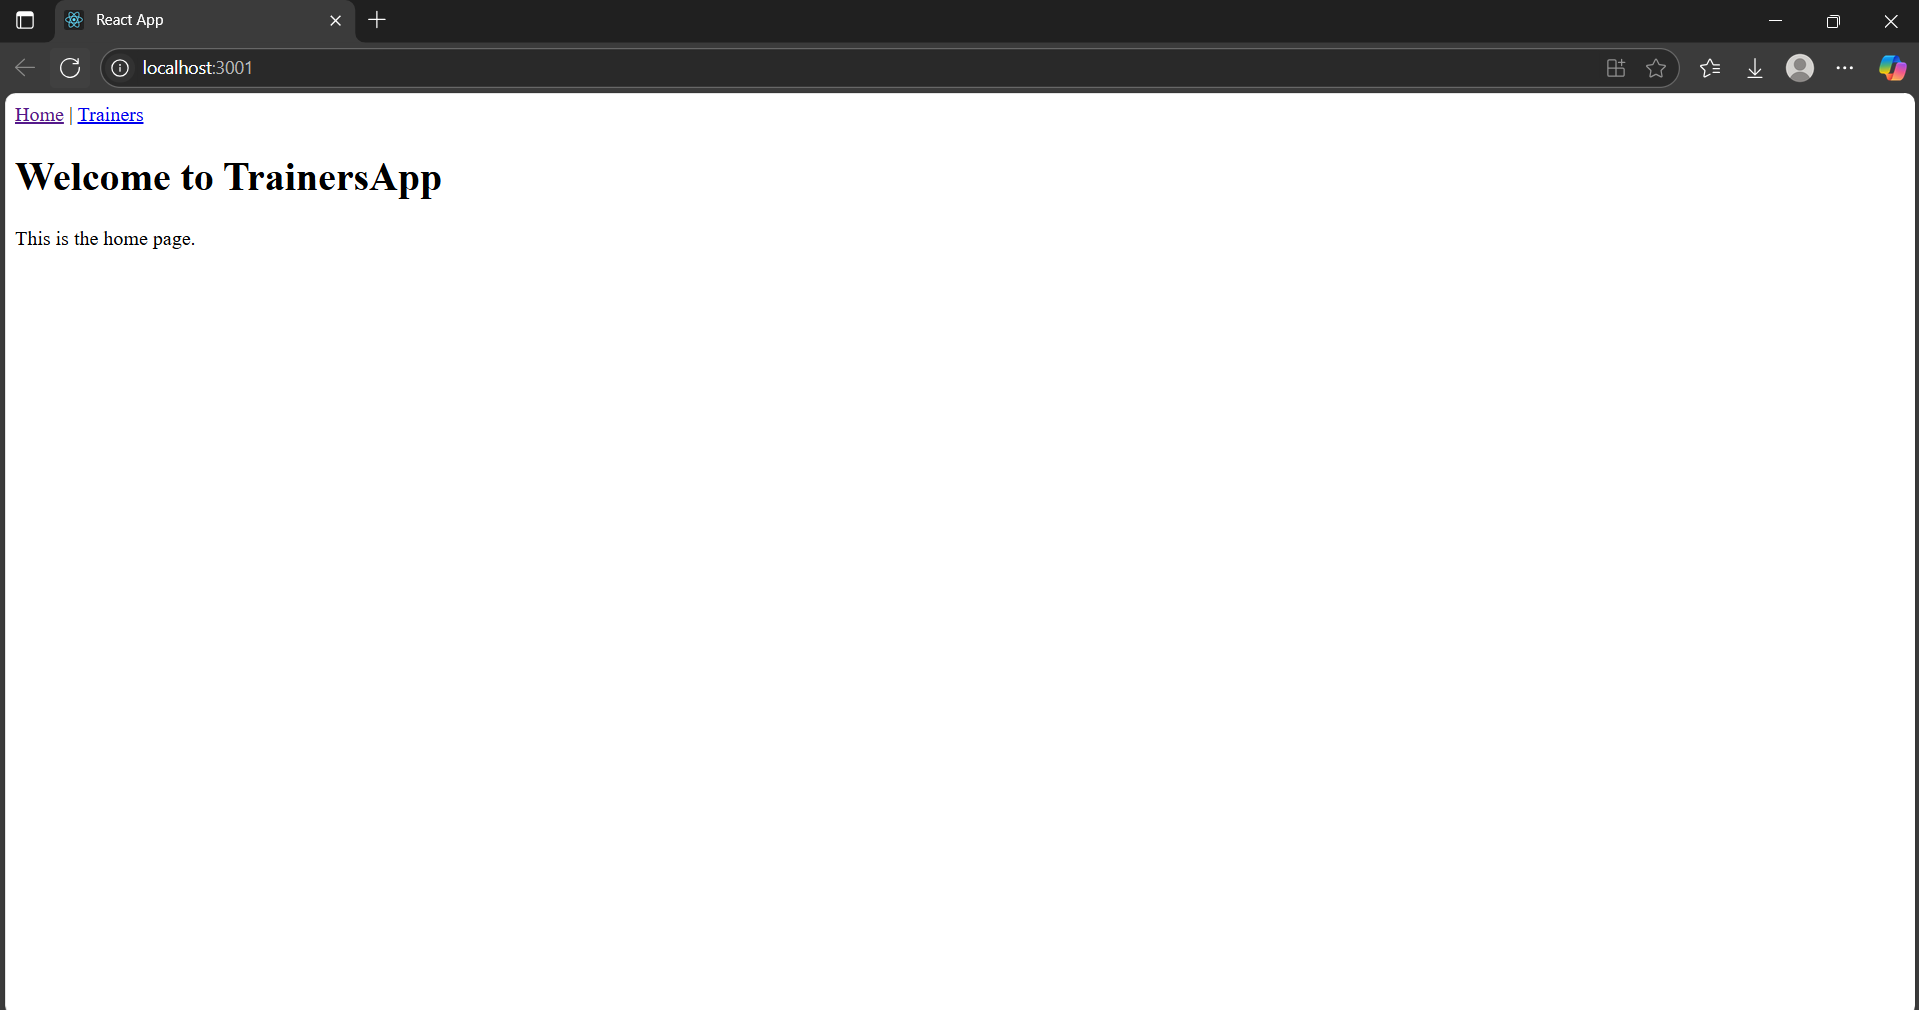 React App
localhost:3001
Home | Trainers
Welcome to TrainersApp
This is the home page.